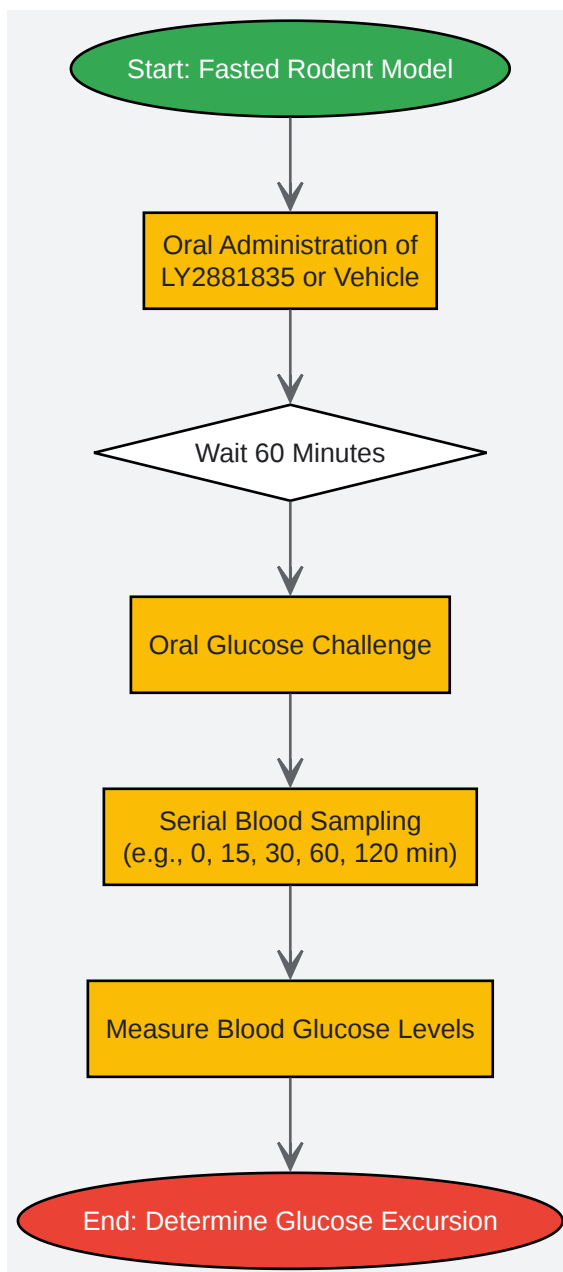 Start: Fasted Rodent Model
Oral Administration of
LY2881835 or Vehicle
Wait 60 Minutes
Oral Glucose Challenge
Serial Blood Sampling
(e.g., 0, 15, 30, 60, 120 min)
Measure Blood Glucose Levels
End: Determine Glucose Excursion